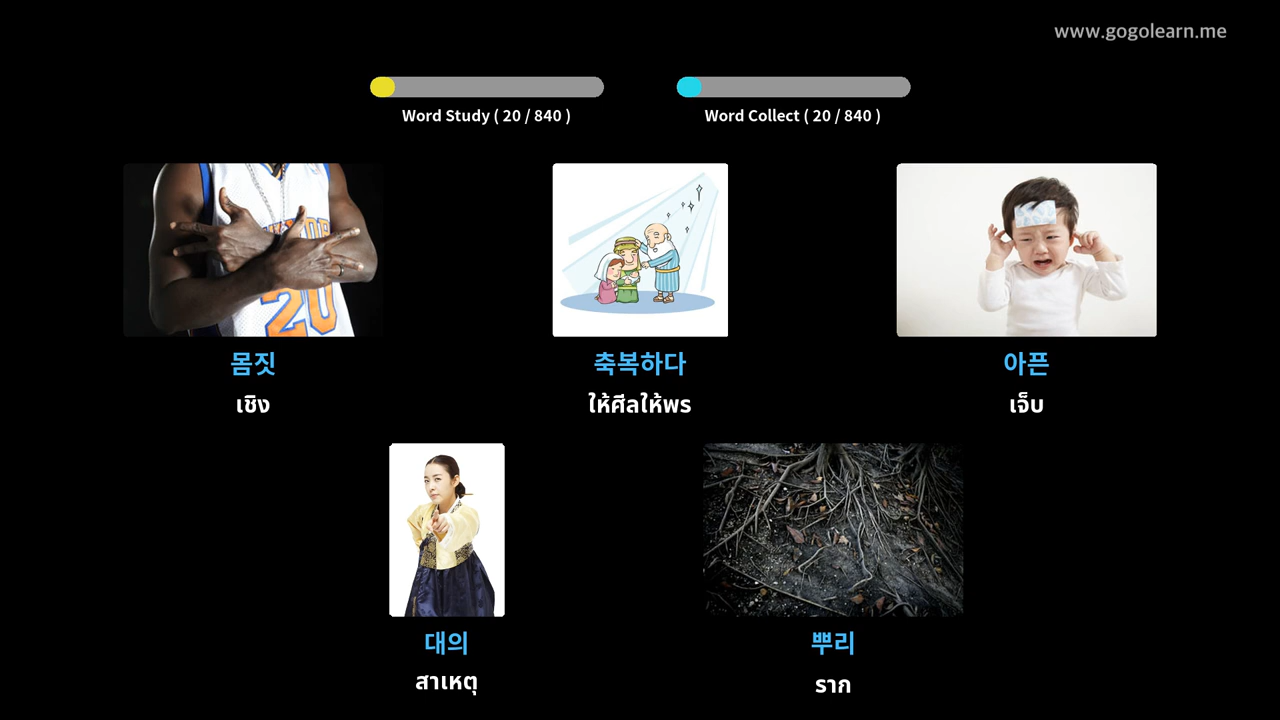 www.gogolearn.me
Word Study ( 20 / 840 )
Word Collect ( 20 / 840 )
20
몸짓
เชิง
축복하다
ให้ศีลให้พร
아픈
เจ็บ
대의
สาเหตุ
뿌리
ราก